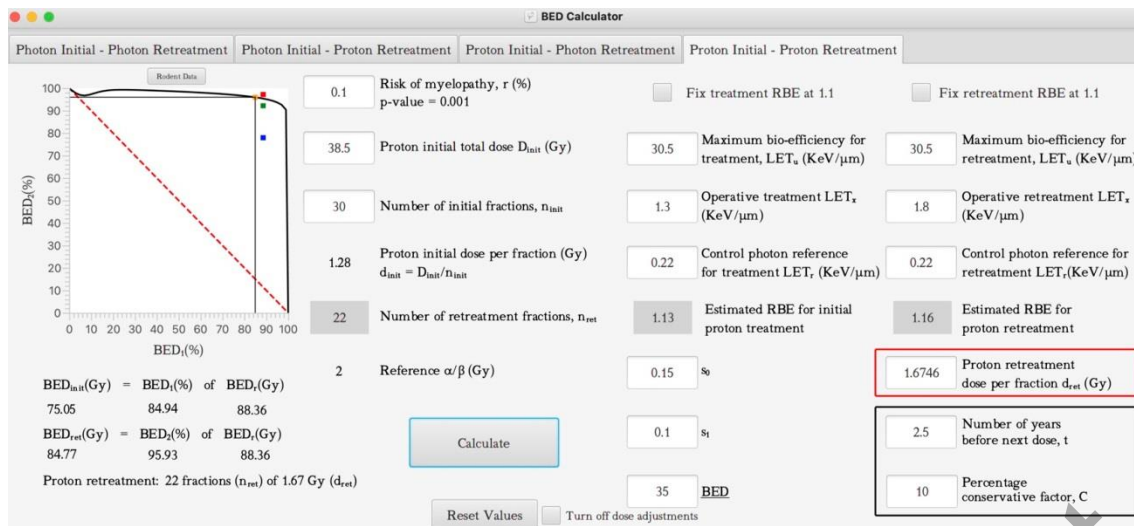 BED Calculator
Photon Initial - Photon Retreatment
Photon Initial - Proton Retreatment
Proton Initial - Photon Retreatment
Proton Initial - Proton Retreatment
Rodent Data
100
90
80
70
60
50
40
30
20
10
0
BED₂(%)
0 10 20 30 40 50 60 70 80 90 100
BED₁(%)
BEDᵢₙᵢₜ(Gy) = BED₁(%) of BEDᵣ(Gy)
75.05 84.94 88.36
BEDᵣₑₜ(Gy) = BED₂(%) of BEDᵣ(Gy)
84.77 95.93 88.36
Proton retreatment: 22 fractions (nᵣₑₜ) of 1.67 Gy (dᵣₑₜ)
0.1
Risk of myelopathy, r (%)
p-value = 0.001
38.5
Proton initial total dose Dᵢₙᵢₜ (Gy)
30
Number of initial fractions, nᵢₙᵢₜ
1.28
Proton initial dose per fraction (Gy)
dᵢₙᵢₜ = Dᵢₙᵢₜ/nᵢₙᵢₜ
22
Number of retreatment fractions, nᵣₑₜ
2
Reference α/β (Gy)
Calculate
Reset Values
Turn off dose adjustments
Fix treatment RBE at 1.1
30.5
Maximum bio-efficiency for
treatment, LETᵤ (KeV/μm)
1.3
Operative treatment LETₓ
(KeV/μm)
0.22
Control photon reference
for treatment LETᵣ (KeV/μm)
1.13
Estimated RBE for initial
proton treatment
0.15
s₀
0.1
s₁
35
BED
Fix retreatment RBE at 1.1
30.5
Maximum bio-efficiency for
retreatment, LETᵤ (KeV/μm)
1.8
Operative retreatment LETₓ
(KeV/μm)
0.22
Control photon reference for
retreatment LETᵣ(KeV/μm)
1.16
Estimated RBE for
proton retreatment
1.6746
Proton retreatment
dose per fraction dᵣₑₜ (Gy)
2.5
Number of years
before next dose, t
10
Percentage
conservative factor, C